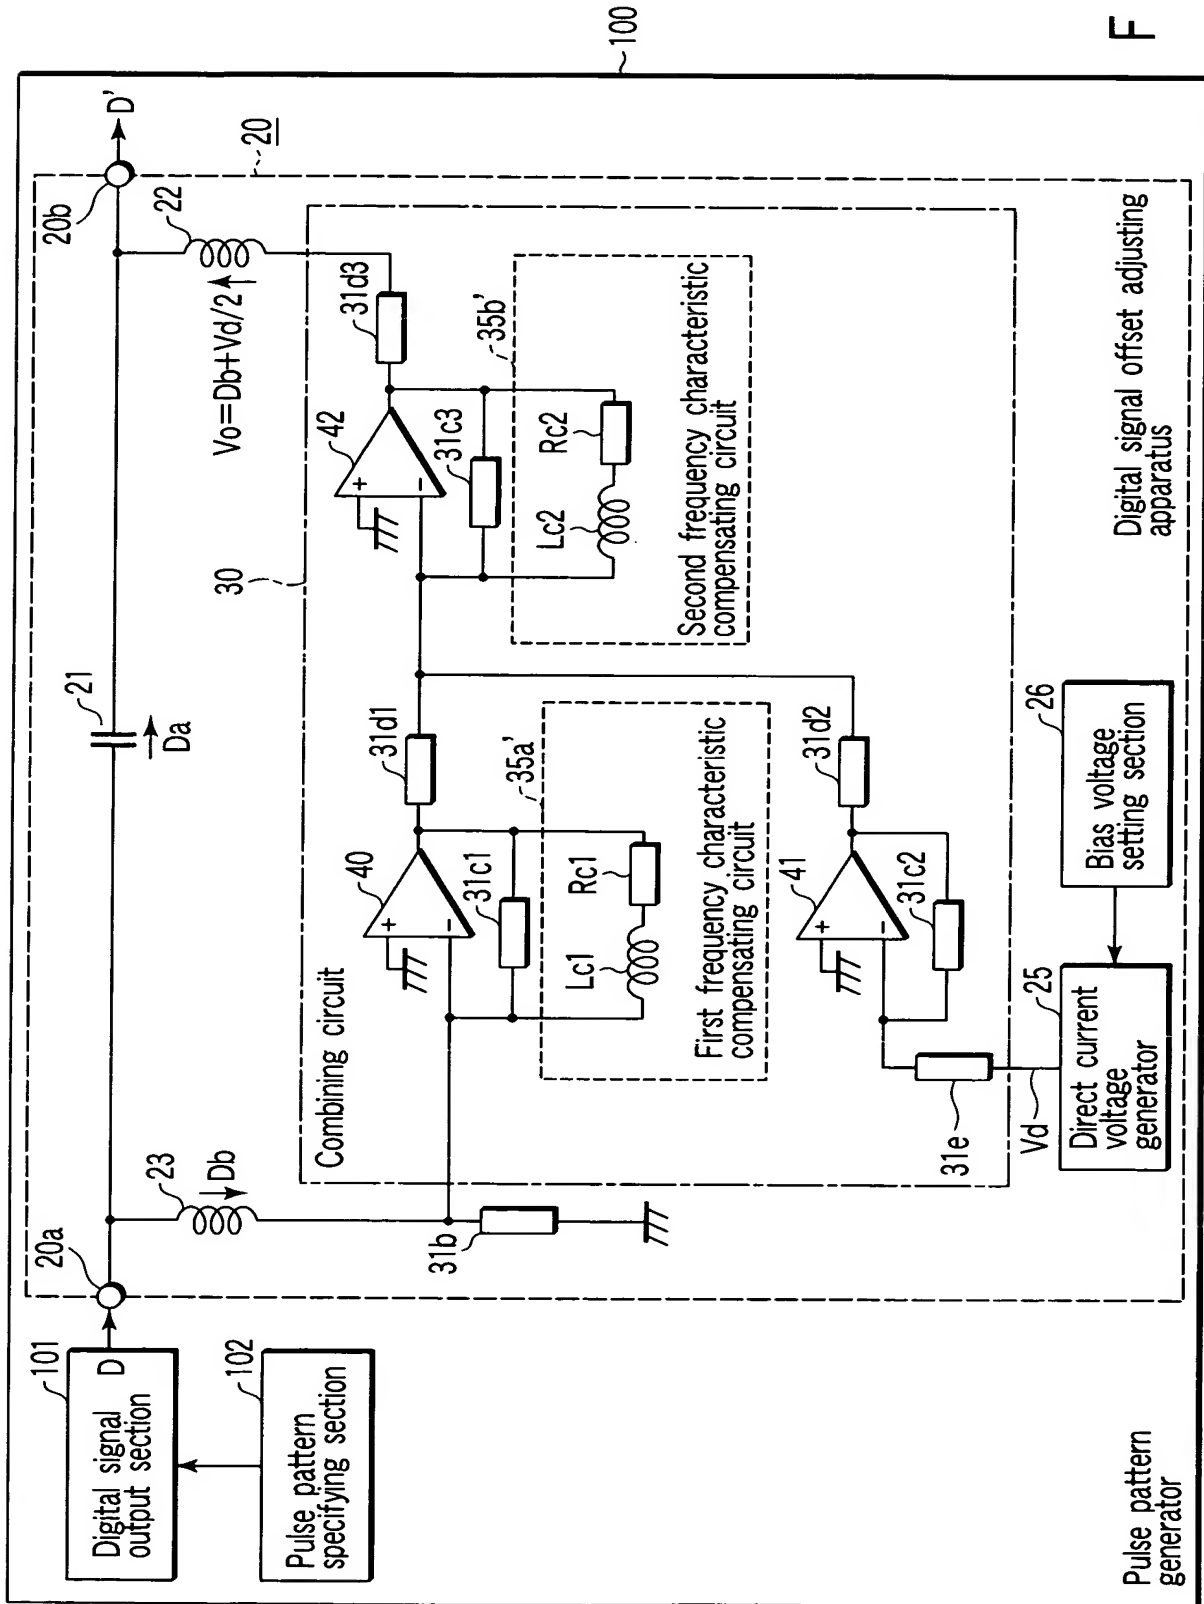 F
100
Pulse pattern
generator
101
Digital signal
output section
D
102
Pulse pattern
specifying section
20a
20b
D'
20
21
Da
23
Db
22
Vo=Db+Vd/2
30
Combining circuit
31b
40
+
-
31c1
31d1
35a'
Lc1
Rc1
First frequency characteristic
compensating circuit
42
+
-
31c3
31d3
35b'
Lc2
Rc2
Second frequency characteristic
compensating circuit
41
+
-
31c2
31d2
31e
Vd
25
Direct current
voltage
generator
26
Bias voltage
setting section
Digital signal offset adjusting
apparatus